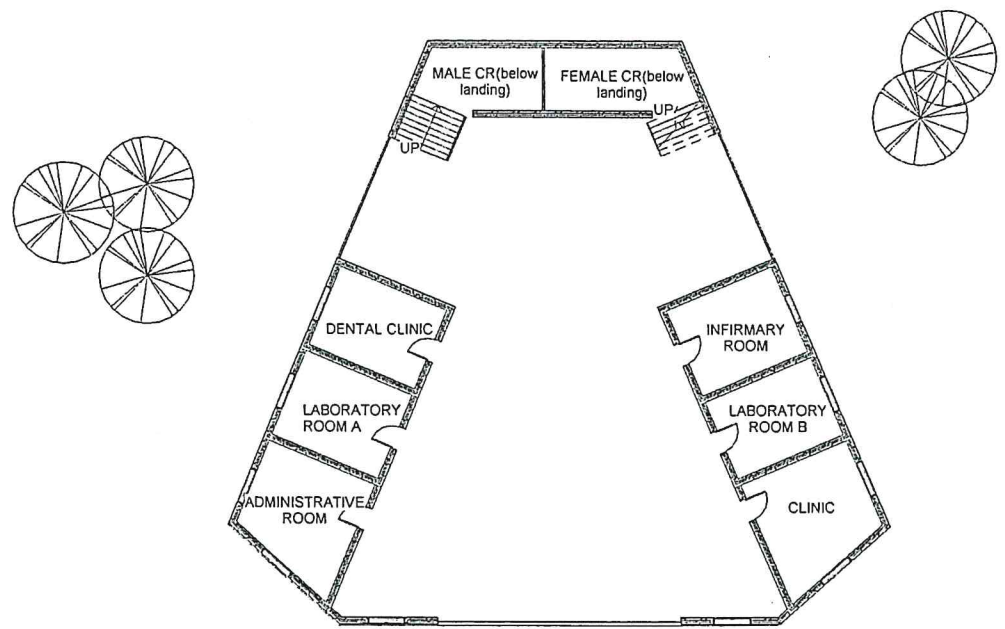 MALE CR(below
landing)
FEMALE CR(below
landing)
UP
UP
DENTAL CLINIC
INFIRMARY
ROOM
LABORATORY
ROOM A
LABORATORY
ROOM B
ADMINISTRATIVE
ROOM
CLINIC